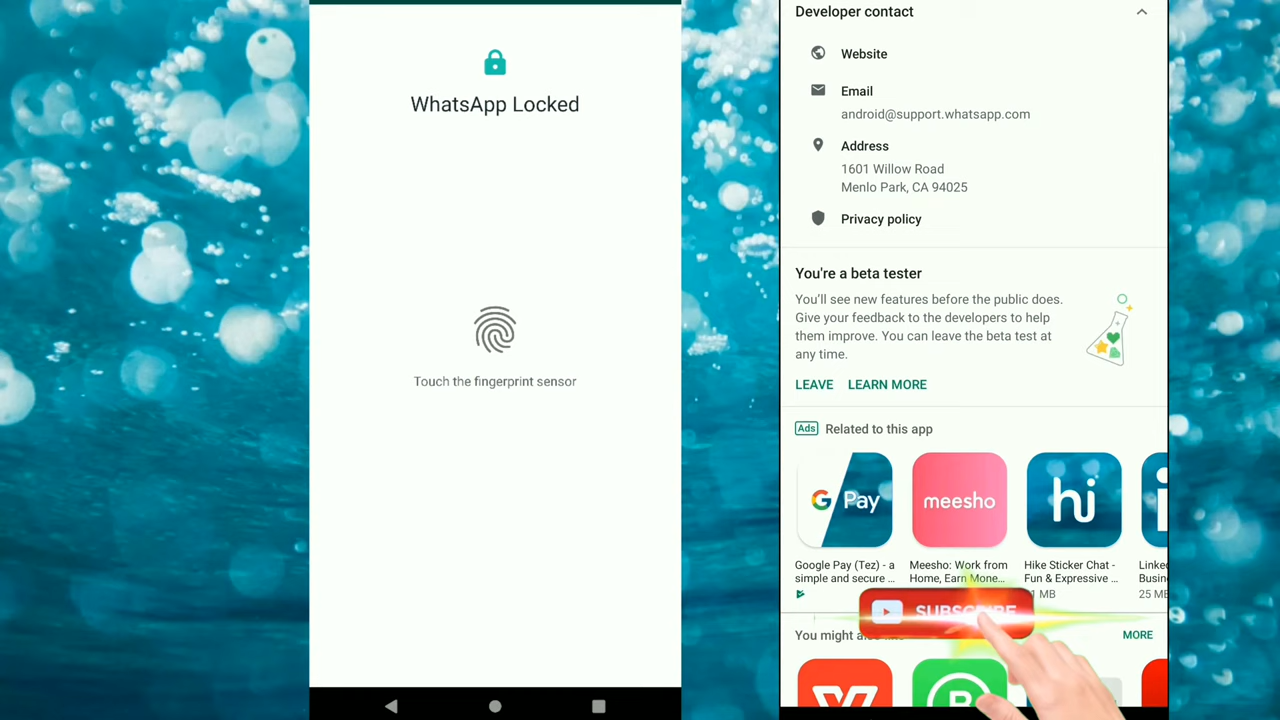 WhatsApp Locked
Touch the fingerprint sensor
Developer contact
Website
Email
android@support.whatsapp.com
Address
1601 Willow Road
Menlo Park, CA 94025
Privacy policy
You're a beta tester
You'll see new features before the public does.
Give your feedback to the developers to help
them improve. You can leave the beta test at
any time.
LEAVE LEARN MORE
Ads Related to this app
G Pay
meesho
hi
Google Pay (Tez) - a
simple and secure ...
Meesho: Work from
Home, Earn Mone...
Hike Sticker Chat -
Fun & Expressive ...
MB
25 MB
SUBSCRIBE
You might also like
MORE